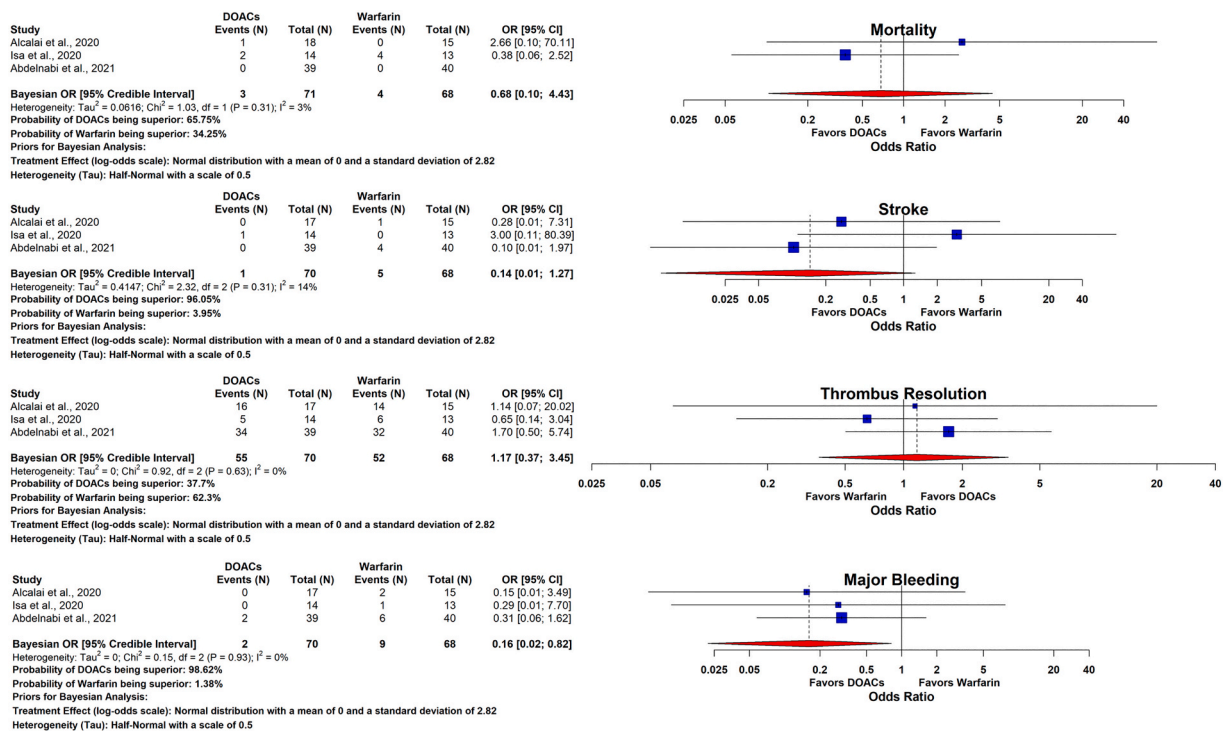 DOACs Warfarin
Study Events (N) Total (N) Events (N) Total (N) OR [95% CI]
Alcalai et al., 2020 1 18 0 15 2.66 [0.10; 70.11]
Isa et al., 2020 2 14 4 13 0.38 [0.06; 2.52]
Abdelnabi et al., 2021 0 39 0 40
Bayesian OR [95% Credible Interval] 3 71 4 68 0.68 [0.10; 4.43]
Heterogeneity: Tau² = 0.0616; Chi² = 1.03, df = 1 (P = 0.31); I² = 3%
Probability of DOACs being superior: 65.75%
Probability of Warfarin being superior: 34.25%
Priors for Bayesian Analysis:
Treatment Effect (log-odds scale): Normal distribution with a mean of 0 and a standard deviation of 2.82
Heterogeneity (Tau): Half-Normal with a scale of 0.5
Mortality
0.025 0.05 0.2 0.5 1 2 5 20 40
Favors DOACs Favors Warfarin
Odds Ratio
DOACs Warfarin
Study Events (N) Total (N) Events (N) Total (N) OR [95% CI]
Alcalai et al., 2020 0 17 1 15 0.28 [0.01; 7.31]
Isa et al., 2020 1 14 0 13 3.00 [0.11; 80.39]
Abdelnabi et al., 2021 0 39 4 40 0.10 [0.01; 1.97]
Bayesian OR [95% Credible Interval] 1 70 5 68 0.14 [0.01; 1.27]
Heterogeneity: Tau² = 0.4147; Chi² = 2.32, df = 2 (P = 0.31); I² = 14%
Probability of DOACs being superior: 96.05%
Probability of Warfarin being superior: 3.95%
Priors for Bayesian Analysis:
Treatment Effect (log-odds scale): Normal distribution with a mean of 0 and a standard deviation of 2.82
Heterogeneity (Tau): Half-Normal with a scale of 0.5
Stroke
0.025 0.05 0.2 0.5 1 2 5 20 40
Favors DOACs Favors Warfarin
Odds Ratio
DOACs Warfarin
Study Events (N) Total (N) Events (N) Total (N) OR [95% CI]
Alcalai et al., 2020 16 17 14 15 1.14 [0.07; 20.02]
Isa et al., 2020 5 14 6 13 0.65 [0.14; 3.04]
Abdelnabi et al., 2021 34 39 32 40 1.70 [0.50; 5.74]
Bayesian OR [95% Credible Interval] 55 70 52 68 1.17 [0.37; 3.45]
Heterogeneity: Tau² = 0; Chi² = 0.92, df = 2 (P = 0.63); I² = 0%
Probability of DOACs being superior: 37.7%
Probability of Warfarin being superior: 62.3%
Priors for Bayesian Analysis:
Treatment Effect (log-odds scale): Normal distribution with a mean of 0 and a standard deviation of 2.82
Heterogeneity (Tau): Half-Normal with a scale of 0.5
Thrombus Resolution
0.025 0.05 0.2 0.5 1 2 5 20 40
Favors Warfarin Favors DOACs
Odds Ratio
DOACs Warfarin
Study Events (N) Total (N) Events (N) Total (N) OR [95% CI]
Alcalai et al., 2020 0 17 2 15 0.15 [0.01; 3.49]
Isa et al., 2020 0 14 1 13 0.29 [0.01; 7.70]
Abdelnabi et al., 2021 2 39 6 40 0.31 [0.06; 1.62]
Bayesian OR [95% Credible Interval] 2 70 9 68 0.16 [0.02; 0.82]
Heterogeneity: Tau² = 0; Chi² = 0.15, df = 2 (P = 0.93); I² = 0%
Probability of DOACs being superior: 98.62%
Probability of Warfarin being superior: 1.38%
Priors for Bayesian Analysis:
Treatment Effect (log-odds scale): Normal distribution with a mean of 0 and a standard deviation of 2.82
Heterogeneity (Tau): Half-Normal with a scale of 0.5
Major Bleeding
0.025 0.05 0.2 0.5 1 2 5 20 40
Favors DOACs Favors Warfarin
Odds Ratio